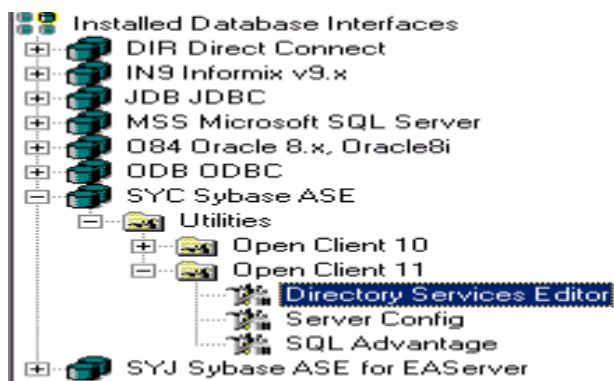 Installed Database Interfaces
DIR Direct Connect
IN9 Informix v9.x
JDB JDBC
MSS Microsoft SQL Server
O84 Oracle 8.x, Oracle8i
ODB ODBC
SYC Sybase ASE
Utilities
Open Client 10
Open Client 11
Directory Services Editor
Server Config
SQL Advantage
SYJ Sybase ASE for EAServer